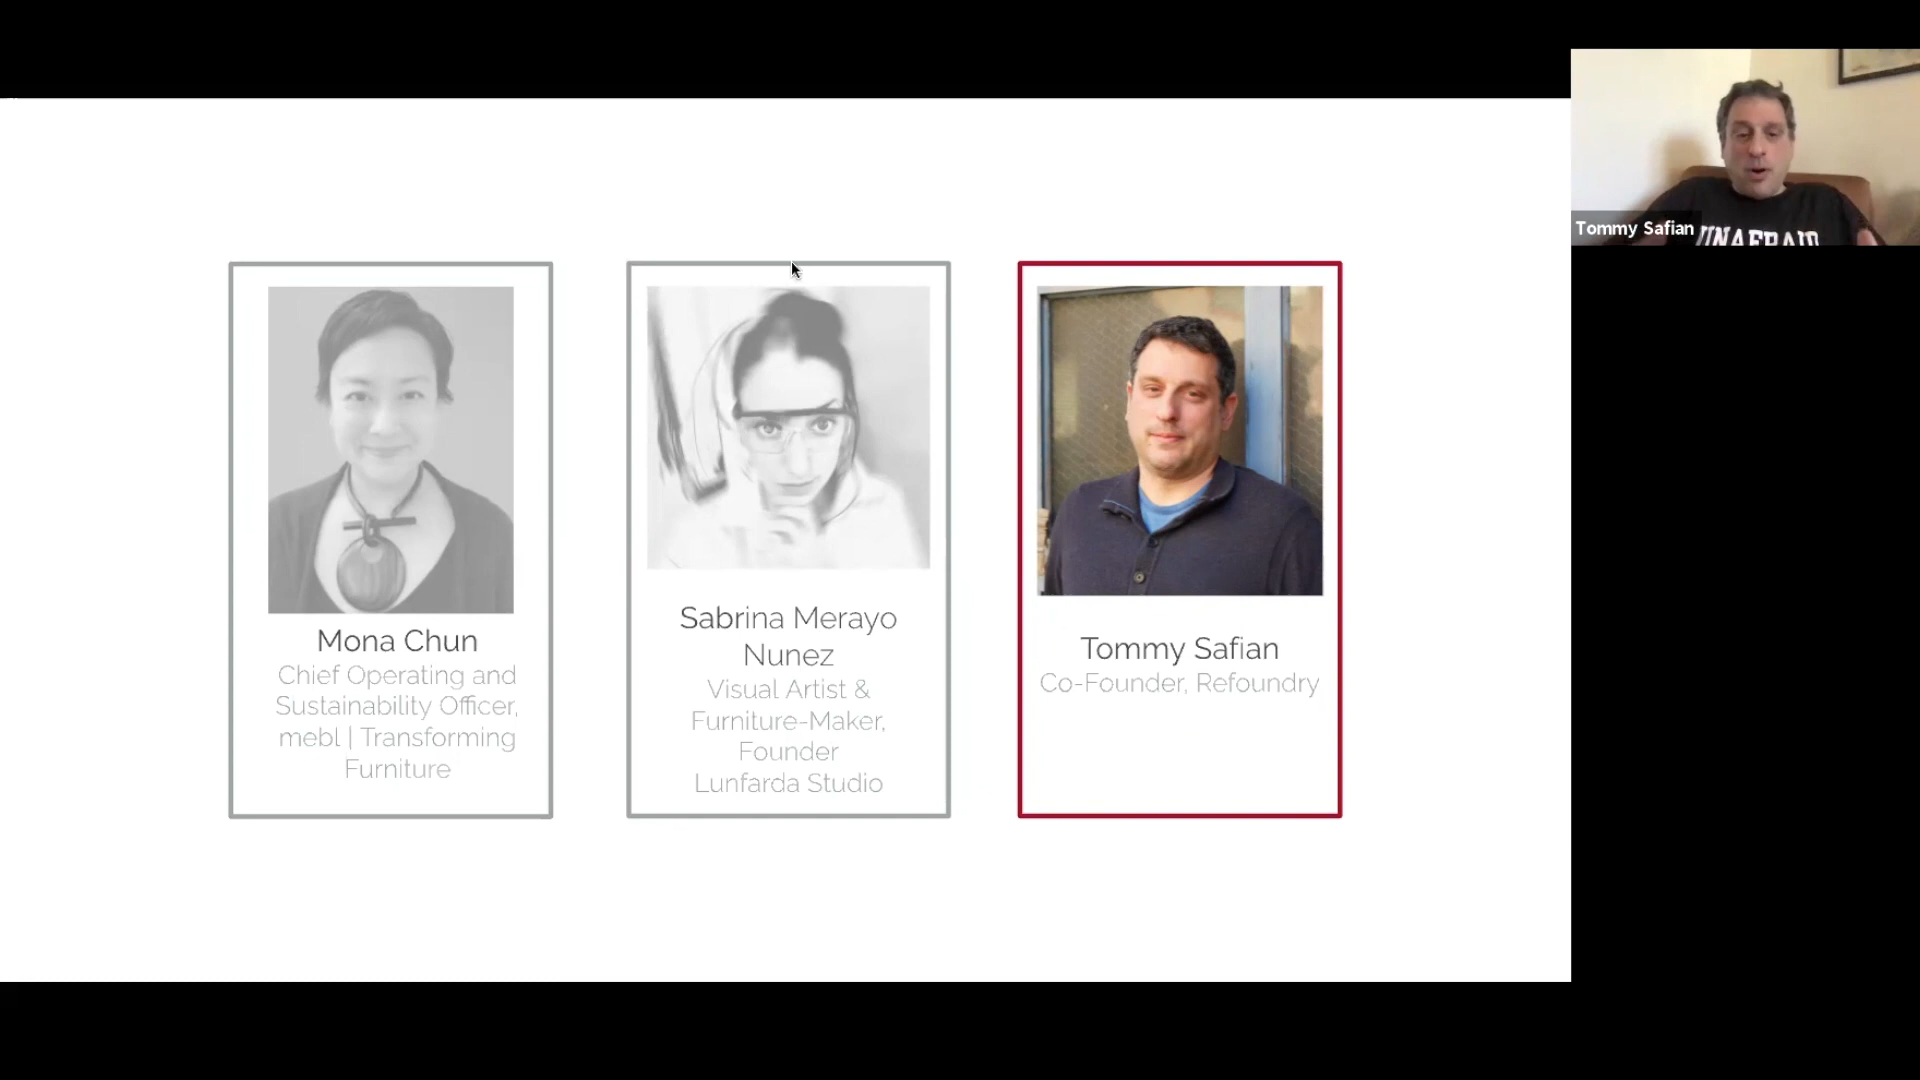 Tommy Safian
UNAFRAID
Mona Chun
Chief Operating and
Sustainability Officer,
mebl | Transforming
Furniture
Sabrina Merayo
Nunez
Visual Artist &
Furniture-Maker,
Founder
Lunfarda Studio
Tommy Safian
Co-Founder, Refoundry